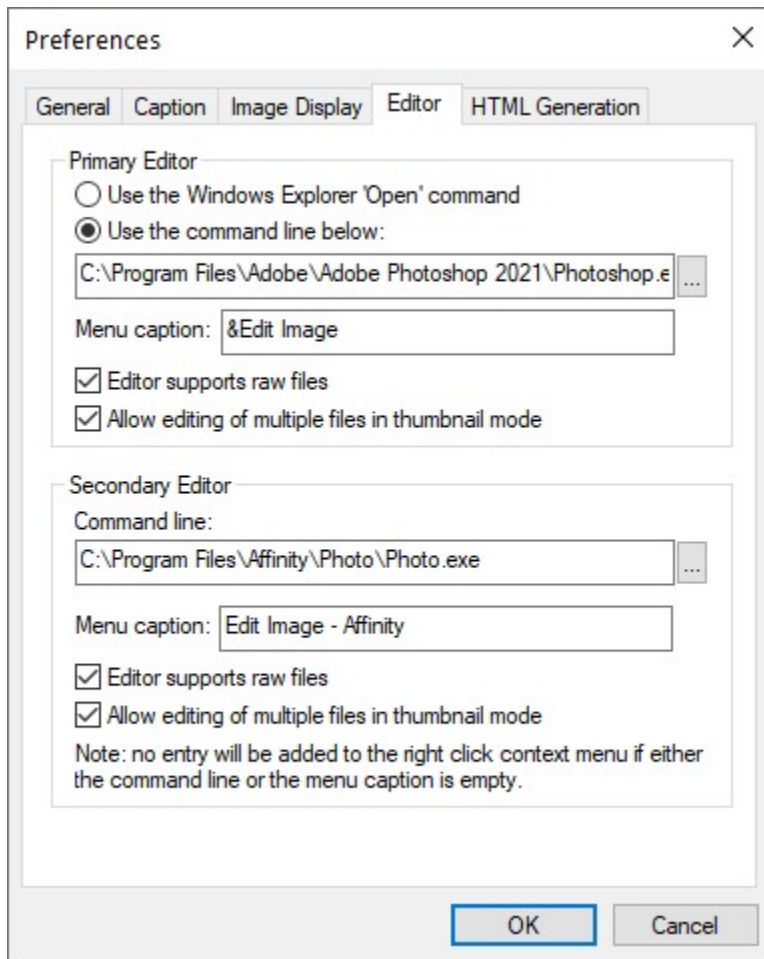 Preferences
General Caption Image Display Editor HTML Generation
Primary Editor
Use the Windows Explorer 'Open' command
Use the command line below:
C:\Program Files\Adobe\Adobe Photoshop 2021\Photoshop.e
...
Menu caption: &Edit Image
Editor supports raw files
Allow editing of multiple files in thumbnail mode
Secondary Editor
Command line:
C:\Program Files\Affinity\Photo\Photo.exe
...
Menu caption: Edit Image - Affinity
Editor supports raw files
Allow editing of multiple files in thumbnail mode
Note: no entry will be added to the right click context menu if either
the command line or the menu caption is empty.
OK Cancel